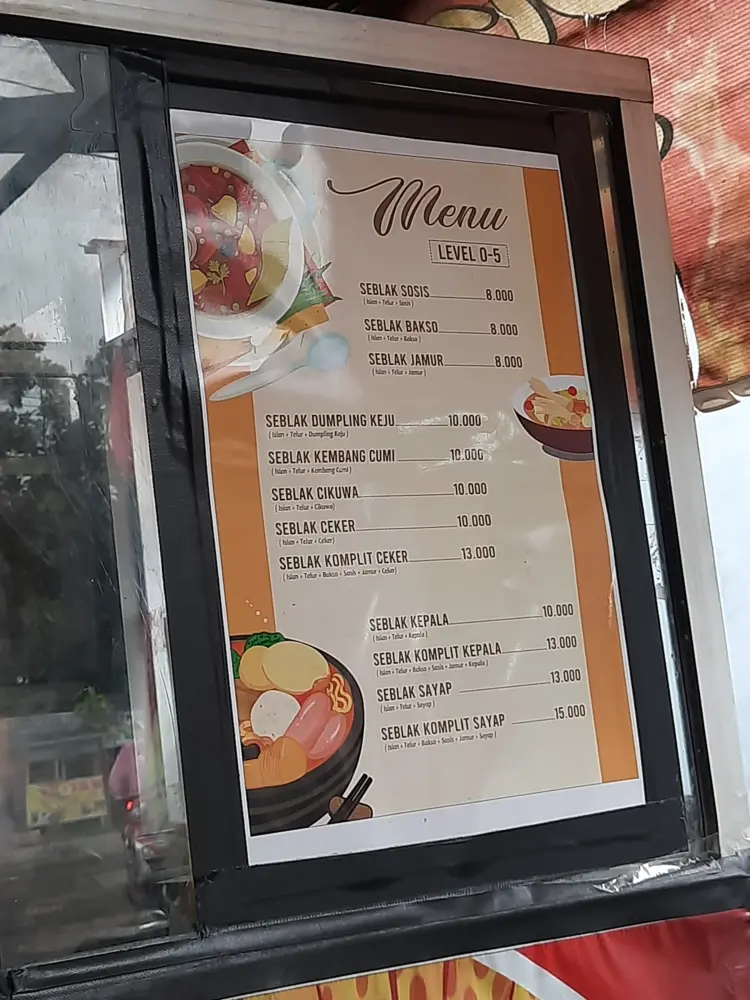 Menu
LEVEL 0-5
SEBLAK SOSIS 8.000
( Isian + Telur + Sosis )
SEBLAK BAKSO 8.000
( Isian + Telur + Bakso )
SEBLAK JAMUR 8.000
( Isian + Telur + Jamur )
SEBLAK DUMPLING KEJU 10.000
( Isian + Telur + Dumpling Keju )
SEBLAK KEMBANG CUMI 10.000
( Isian + Telur + Kembang Cumi )
SEBLAK CIKUWA 10.000
( Isian + Telur + Cikuwa)
SEBLAK CEKER 10.000
( Isian + Telur + Ceker)
SEBLAK KOMPLIT CEKER 13.000
( Isian + Telur + Bakso + Sosis + Jamur + Ceker)
SEBLAK KEPALA 10.000
( Isian + Telur + Kepala )
SEBLAK KOMPLIT KEPALA 13.000
( Isian + Telur + Bakso + Sosis + Jamur + Kepala )
SEBLAK SAYAP 13.000
( Isian + Telur + Sayap )
SEBLAK KOMPLIT SAYAP 15.000
( Isian + Telur + Bakso + Sosis + Jamur + Sayap )